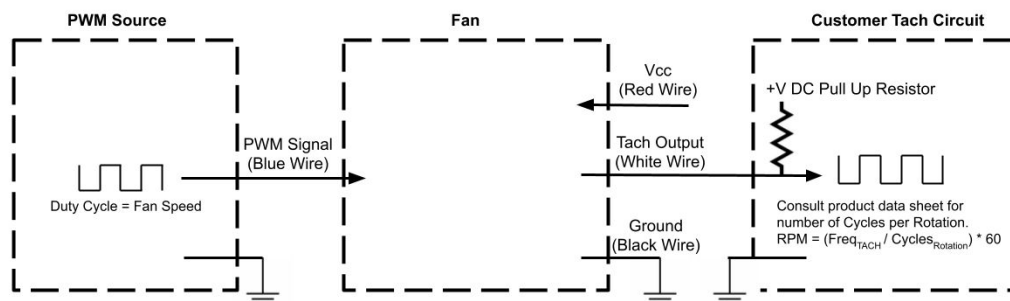 PWM Source
Fan
Customer Tach Circuit
Vcc
(Red Wire)
+V DC Pull Up Resistor
PWM Signal
(Blue Wire)
Tach Output
(White Wire)
Duty Cycle = Fan Speed
Consult product data sheet for
number of Cycles per Rotation.
RPM = (Freq_TACH / Cycles_Rotation) * 60
Ground
(Black Wire)